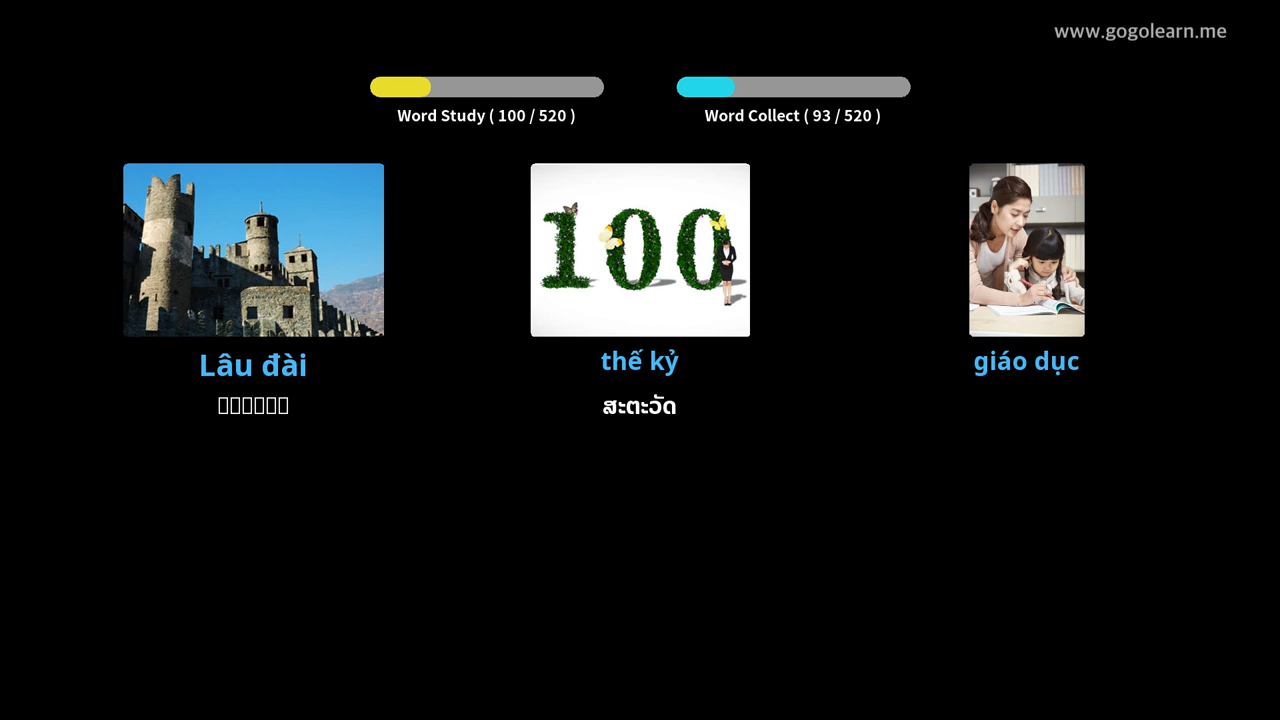 www.gogolearn.me
Word Study ( 100 / 520 )
Word Collect ( 93 / 520 )
Lâu đài
thế kỷ
giáo dục
ສະຕະວັດ